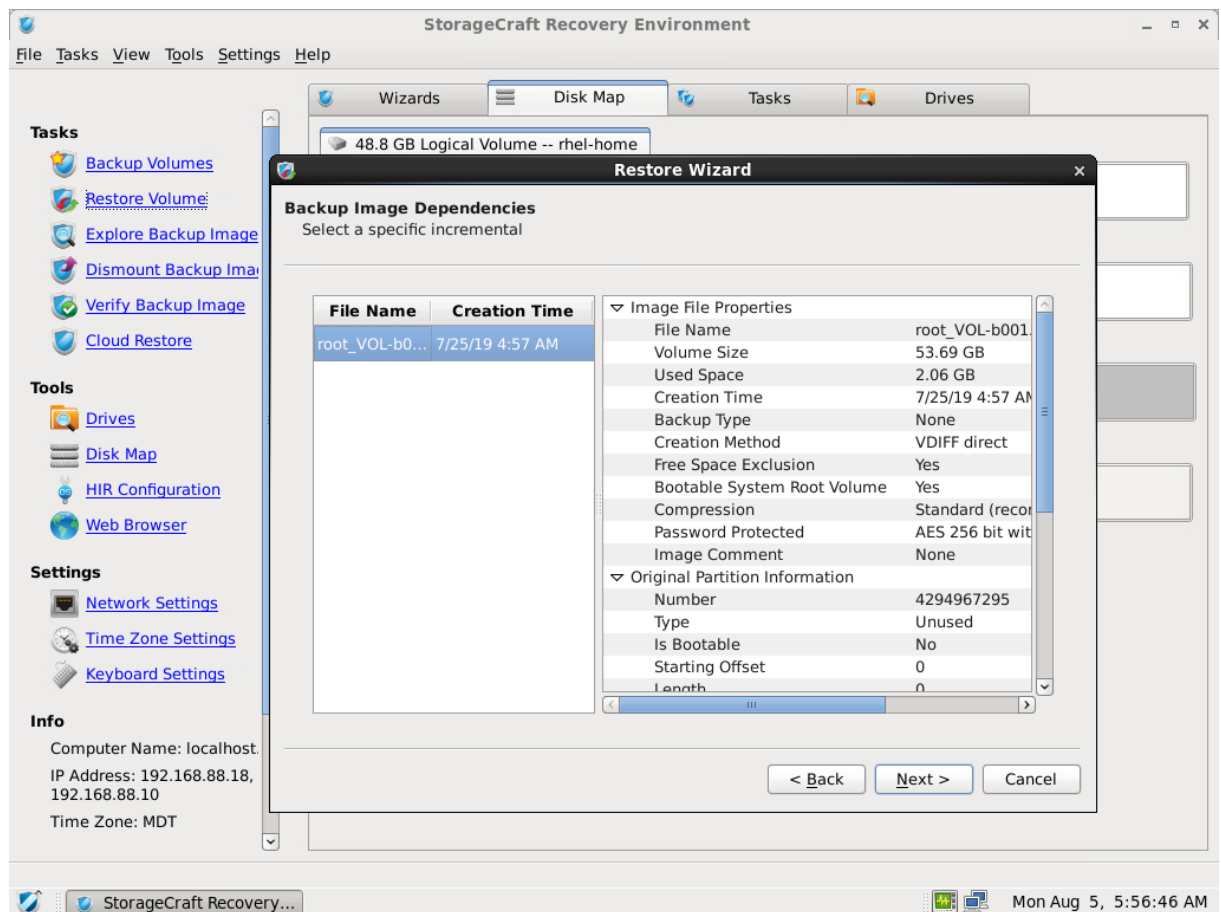 StorageCraft Recovery Environment
File Tasks View Tools Settings Help
Wizards Disk Map Tasks Drives
48.8 GB Logical Volume -- rhel-home
Tasks
Backup Volumes
Restore Volume
Explore Backup Image
Dismount Backup Ima
Verify Backup Image
Cloud Restore
Tools
Drives
Disk Map
HIR Configuration
Web Browser
Settings
Network Settings
Time Zone Settings
Keyboard Settings
Info
Computer Name: localhost.
IP Address: 192.168.88.18,
192.168.88.10
Time Zone: MDT
Restore Wizard
Backup Image Dependencies
Select a specific incremental
File Name Creation Time
root_VOL-b0... 7/25/19 4:57 AM
Image File Properties
File Name root_VOL-b001.
Volume Size 53.69 GB
Used Space 2.06 GB
Creation Time 7/25/19 4:57 AM
Backup Type None
Creation Method VDIFF direct
Free Space Exclusion Yes
Bootable System Root Volume Yes
Compression Standard (recor
Password Protected AES 256 bit wit
Image Comment None
Original Partition Information
Number 4294967295
Type Unused
Is Bootable No
Starting Offset 0
Length 0
< Back Next > Cancel
StorageCraft Recovery...
Mon Aug 5, 5:56:46 AM